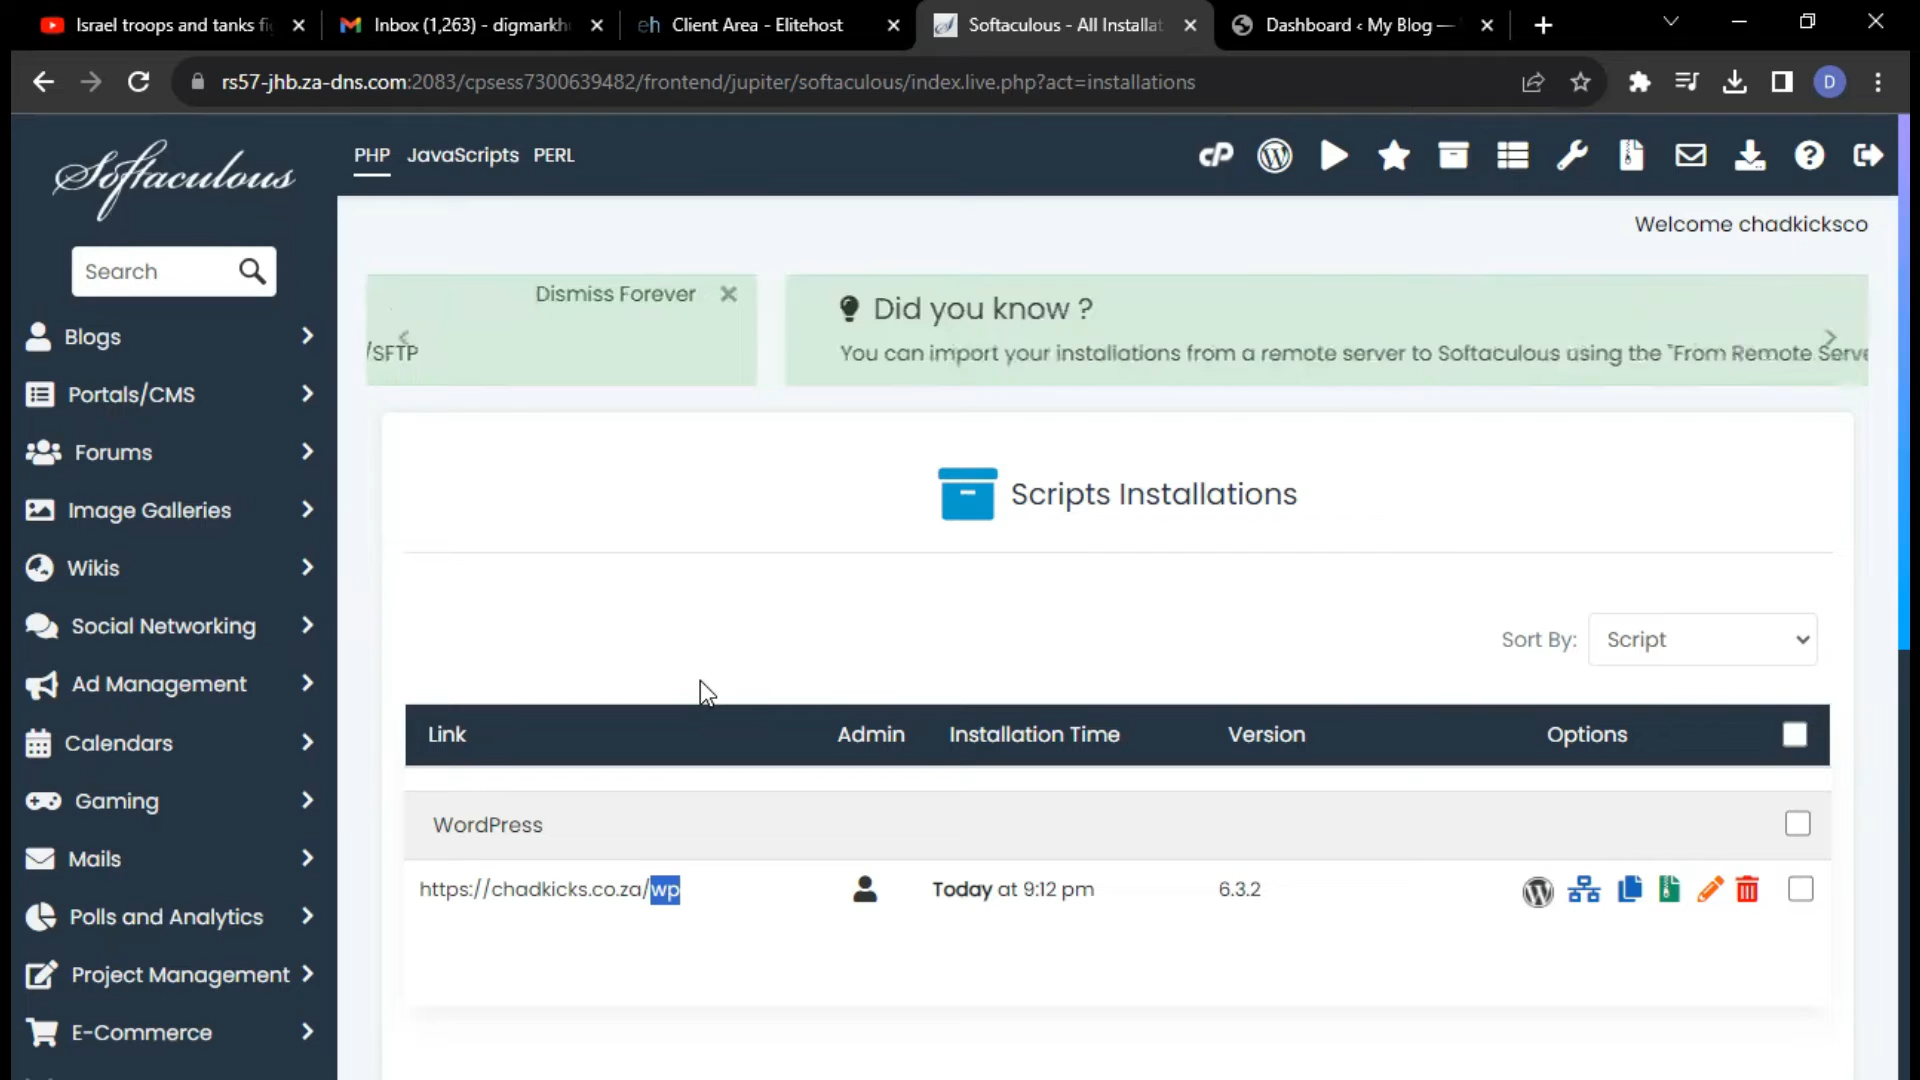 Israel troops and tanks fi
Inbox (1,263) - digmarkh
eh Client Area - Elitehost
Softaculous - All Installat
Dashboard ‹ My Blog —
rs57-jhb.za-dns.com:2083/cpsess7300639482/frontend/jupiter/softaculous/index.live.php?act=installations
D
Softaculous
PHP JavaScripts PERL
cP
Welcome chadkicksco
Search
Dismiss Forever
/SFTP
Did you know ?
You can import your installations from a remote server to Softaculous using the "From Remote Serve
Blogs
Portals/CMS
Forums
Image Galleries
Wikis
Social Networking
Ad Management
Calendars
Gaming
Mails
Polls and Analytics
Project Management
E-Commerce
Scripts Installations
Sort By: Script
Link Admin Installation Time Version Options
WordPress
https://chadkicks.co.za/wp Today at 9:12 pm 6.3.2